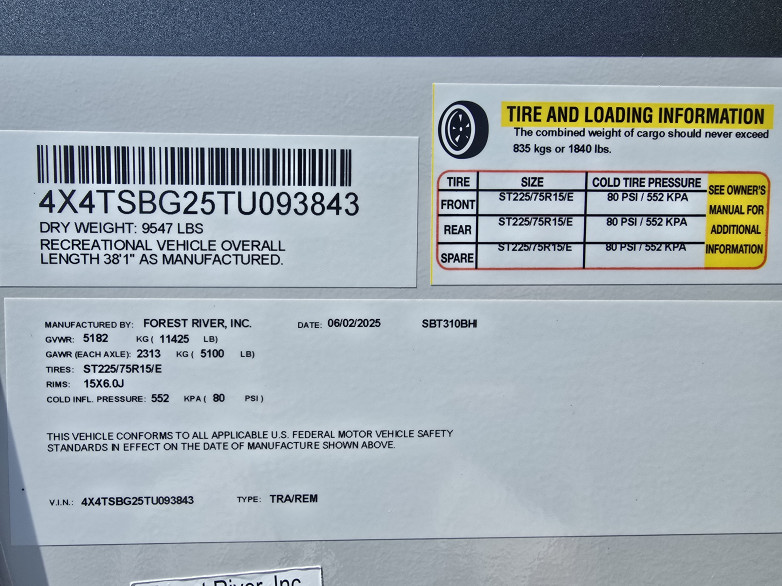 4X4TSBG25TU093843
DRY WEIGHT: 9547 LBS
RECREATIONAL VEHICLE OVERALL
LENGTH 38'1" AS MANUFACTURED.
TIRE AND LOADING INFORMATION
The combined weight of cargo should never exceed
835 kgs or 1840 lbs.
TIRE SIZE COLD TIRE PRESSURE
FRONT ST225/75R15/E 80 PSI / 552 KPA
REAR ST225/75R15/E 80 PSI / 552 KPA
SPARE ST225/75R15/E 80 PSI / 552 KPA
SEE OWNER'S
MANUAL FOR
ADDITIONAL
INFORMATION
MANUFACTURED BY: FOREST RIVER, INC. DATE: 06/02/2025 SBT310BHI
GVWR: 5182 KG ( 11425 LB)
GAWR (EACH AXLE): 2313 KG ( 5100 LB)
TIRES: ST225/75R15/E
RIMS: 15X6.0J
COLD INFL. PRESSURE: 552 KPA ( 80 PSI)
THIS VEHICLE CONFORMS TO ALL APPLICABLE U.S. FEDERAL MOTOR VEHICLE SAFETY
STANDARDS IN EFFECT ON THE DATE OF MANUFACTURE SHOWN ABOVE.
V.I.N.: 4X4TSBG25TU093843 TYPE: TRA/REM
River, Inc.